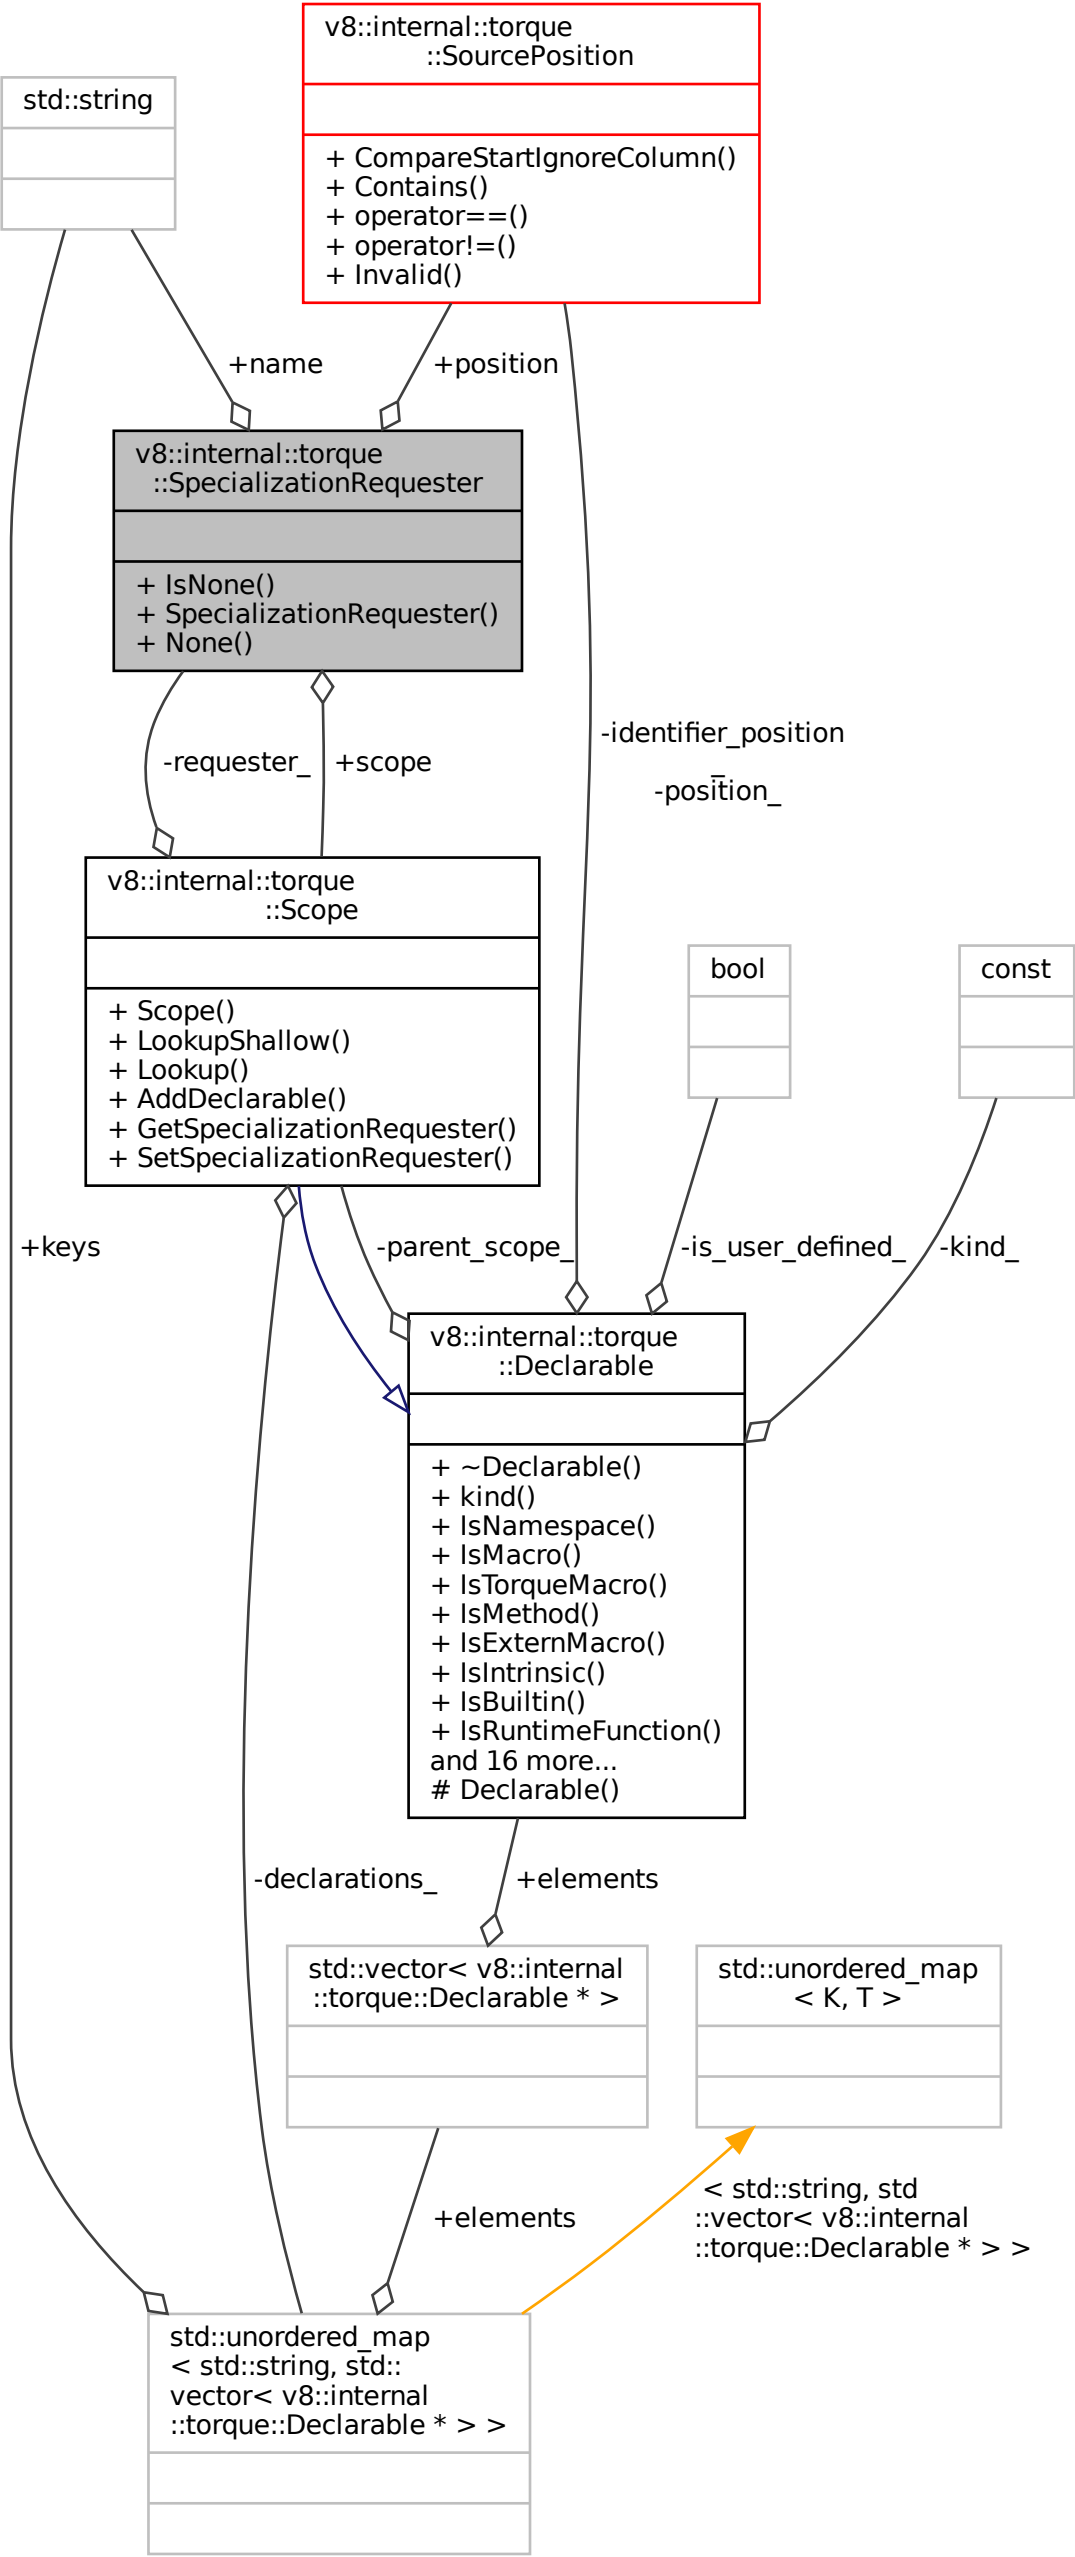 v8::internal::torque
::SourcePosition
+ CompareStartIgnoreColumn()
+ Contains()
+ operator==()
+ operator!=()
+ Invalid()
std::string
+name
+position
v8::internal::torque
::SpecializationRequester
+ IsNone()
+ SpecializationRequester()
+ None()
-requester_
+scope
-identifier_position
_
-position_
v8::internal::torque
::Scope
+ Scope()
+ LookupShallow()
+ Lookup()
+ AddDeclarable()
+ GetSpecializationRequester()
+ SetSpecializationRequester()
bool
const
+keys
-parent_scope_
-is_user_defined_
-kind_
v8::internal::torque
::Declarable
+ ~Declarable()
+ kind()
+ IsNamespace()
+ IsMacro()
+ IsTorqueMacro()
+ IsMethod()
+ IsExternMacro()
+ IsIntrinsic()
+ IsBuiltin()
+ IsRuntimeFunction()
and 16 more...
# Declarable()
-declarations_
+elements
std::vector< v8::internal
::torque::Declarable * >
std::unordered_map
< K, T >
+elements
< std::string, std
::vector< v8::internal
::torque::Declarable * > >
std::unordered_map
< std::string, std::
vector< v8::internal
::torque::Declarable * > >